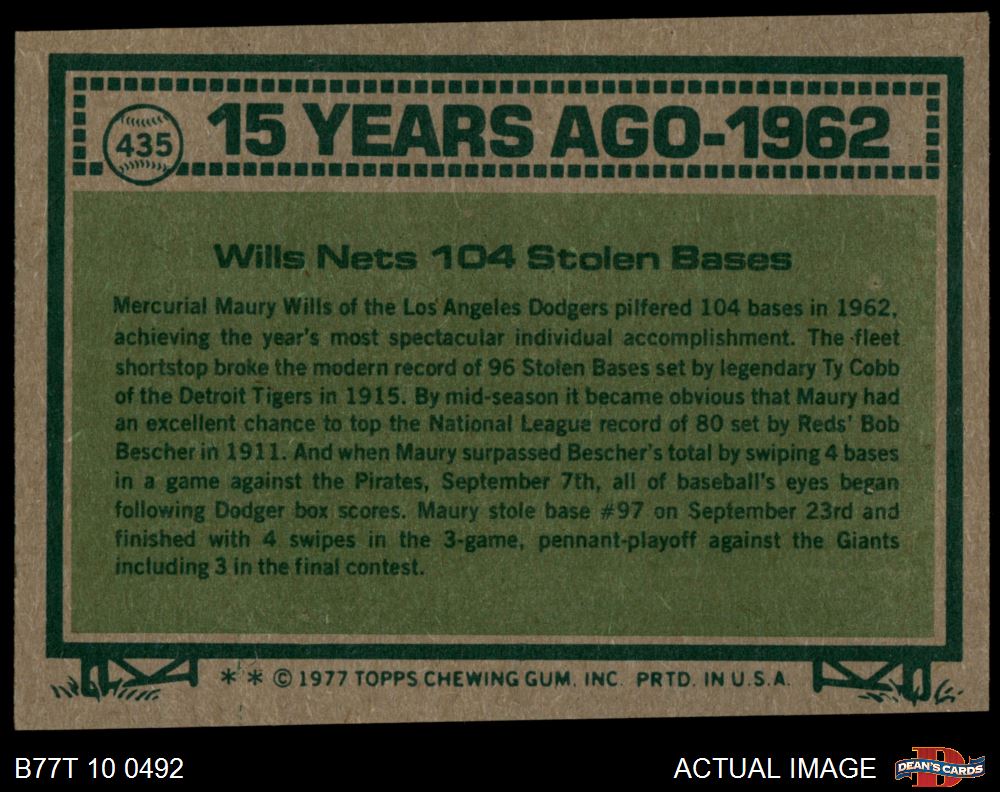 435
15 YEARS AGO-1962
Wills Nets 104 Stolen Bases
Mercurial Maury Wills of the Los Angeles Dodgers pilfered 104 bases in 1962,
achieving the year's most spectacular individual accomplishment. The fleet
shortstop broke the modern record of 96 Stolen Bases set by legendary Ty Cobb
of the Detroit Tigers in 1915. By mid-season it became obvious that Maury had
an excellent chance to top the National League record of 80 set by Reds' Bob
Bescher in 1911. And when Maury surpassed Bescher's total by swiping 4 bases
in a game against the Pirates, September 7th, all of baseball's eyes began
following Dodger box scores. Maury stole base #97 on September 23rd and
finished with 4 swipes in the 3-game, pennant-playoff against the Giants
including 3 in the final contest.
** © 1977 TOPPS CHEWING GUM, INC. PRTD. IN U.S.A.
B77T 10 0492
ACTUAL IMAGE
D
DEAN'S CARDS